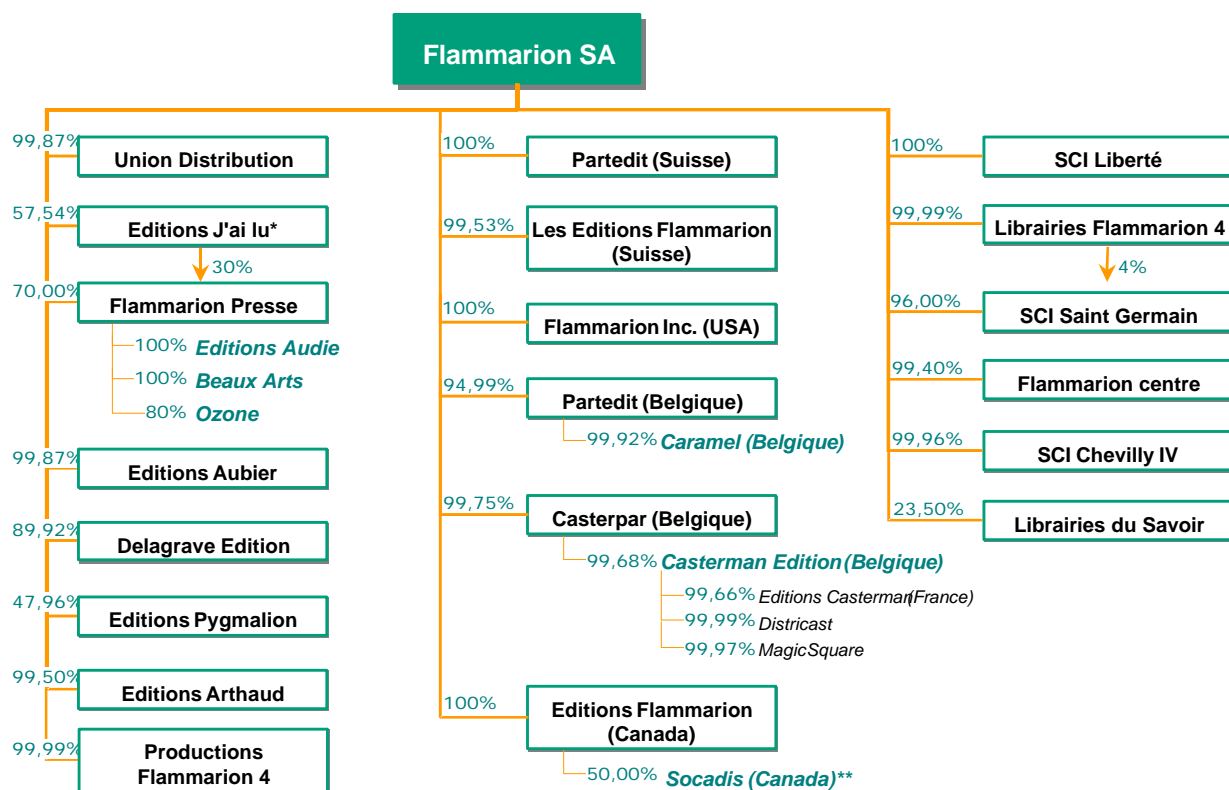 Flammarion SA
99,87%
Union Distribution
57,54%
Editions J'ai lu*
30%
70,00%
Flammarion Presse
100% Editions Audie
100% Beaux Arts
80% Ozone
99,87%
Editions Aubier
89,92%
Delagrave Edition
47,96%
Editions Pygmalion
99,50%
Editions Arthaud
99,99%
Productions
Flammarion 4
100%
Partedit (Suisse)
99,53%
Les Editions Flammarion
(Suisse)
100%
Flammarion Inc. (USA)
94,99%
Partedit (Belgique)
99,92% Caramel (Belgique)
99,75%
Casterpar (Belgique)
99,68% Casterman Edition (Belgique)
99,66% Editions Casterman(France)
99,99% Districast
99,97% MagicSquare
100%
Editions Flammarion
(Canada)
50,00% Socadis (Canada)**
100%
SCI Liberté
99,99%
Librairies Flammarion 4
4%
96,00%
SCI Saint Germain
99,40%
Flammarion centre
99,96%
SCI Chevilly IV
23,50%
Librairies du Savoir